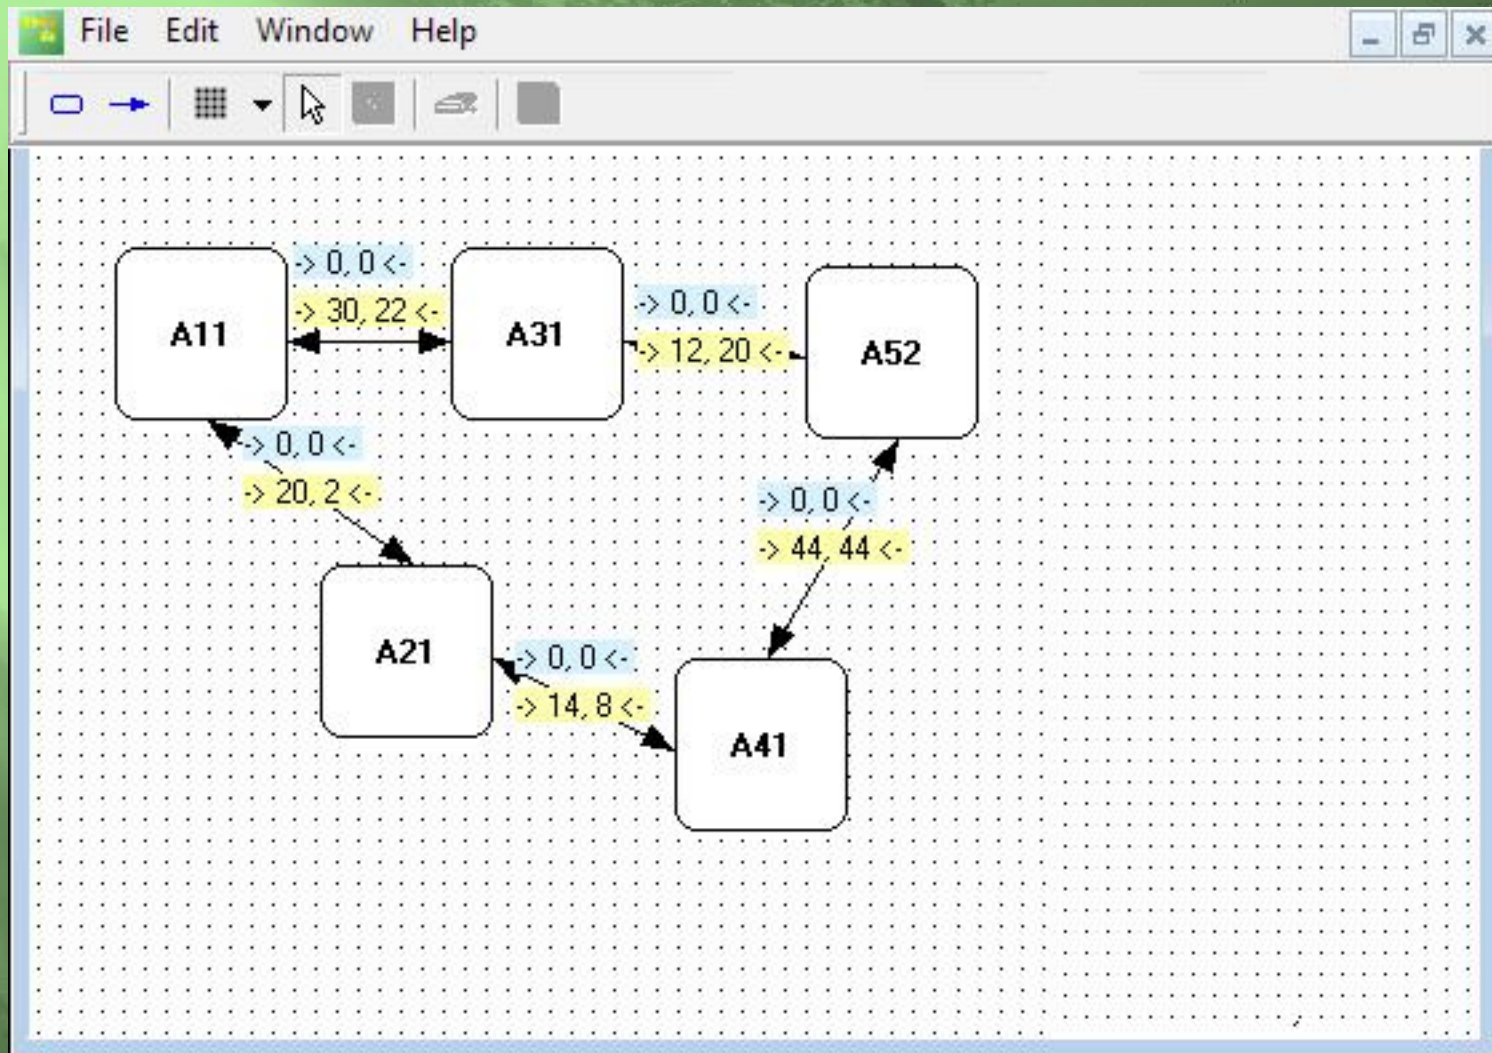 File Edit Window Help
-> 0, 0 <-
-> 30, 22 <-
A11
A31
-> 0, 0 <-
-> 12, 20 <-
A52
-> 0, 0 <-
-> 20, 2 <-
-> 0, 0 <-
-> 44, 44 <-
A21
-> 0, 0 <-
-> 14, 8 <-
A41